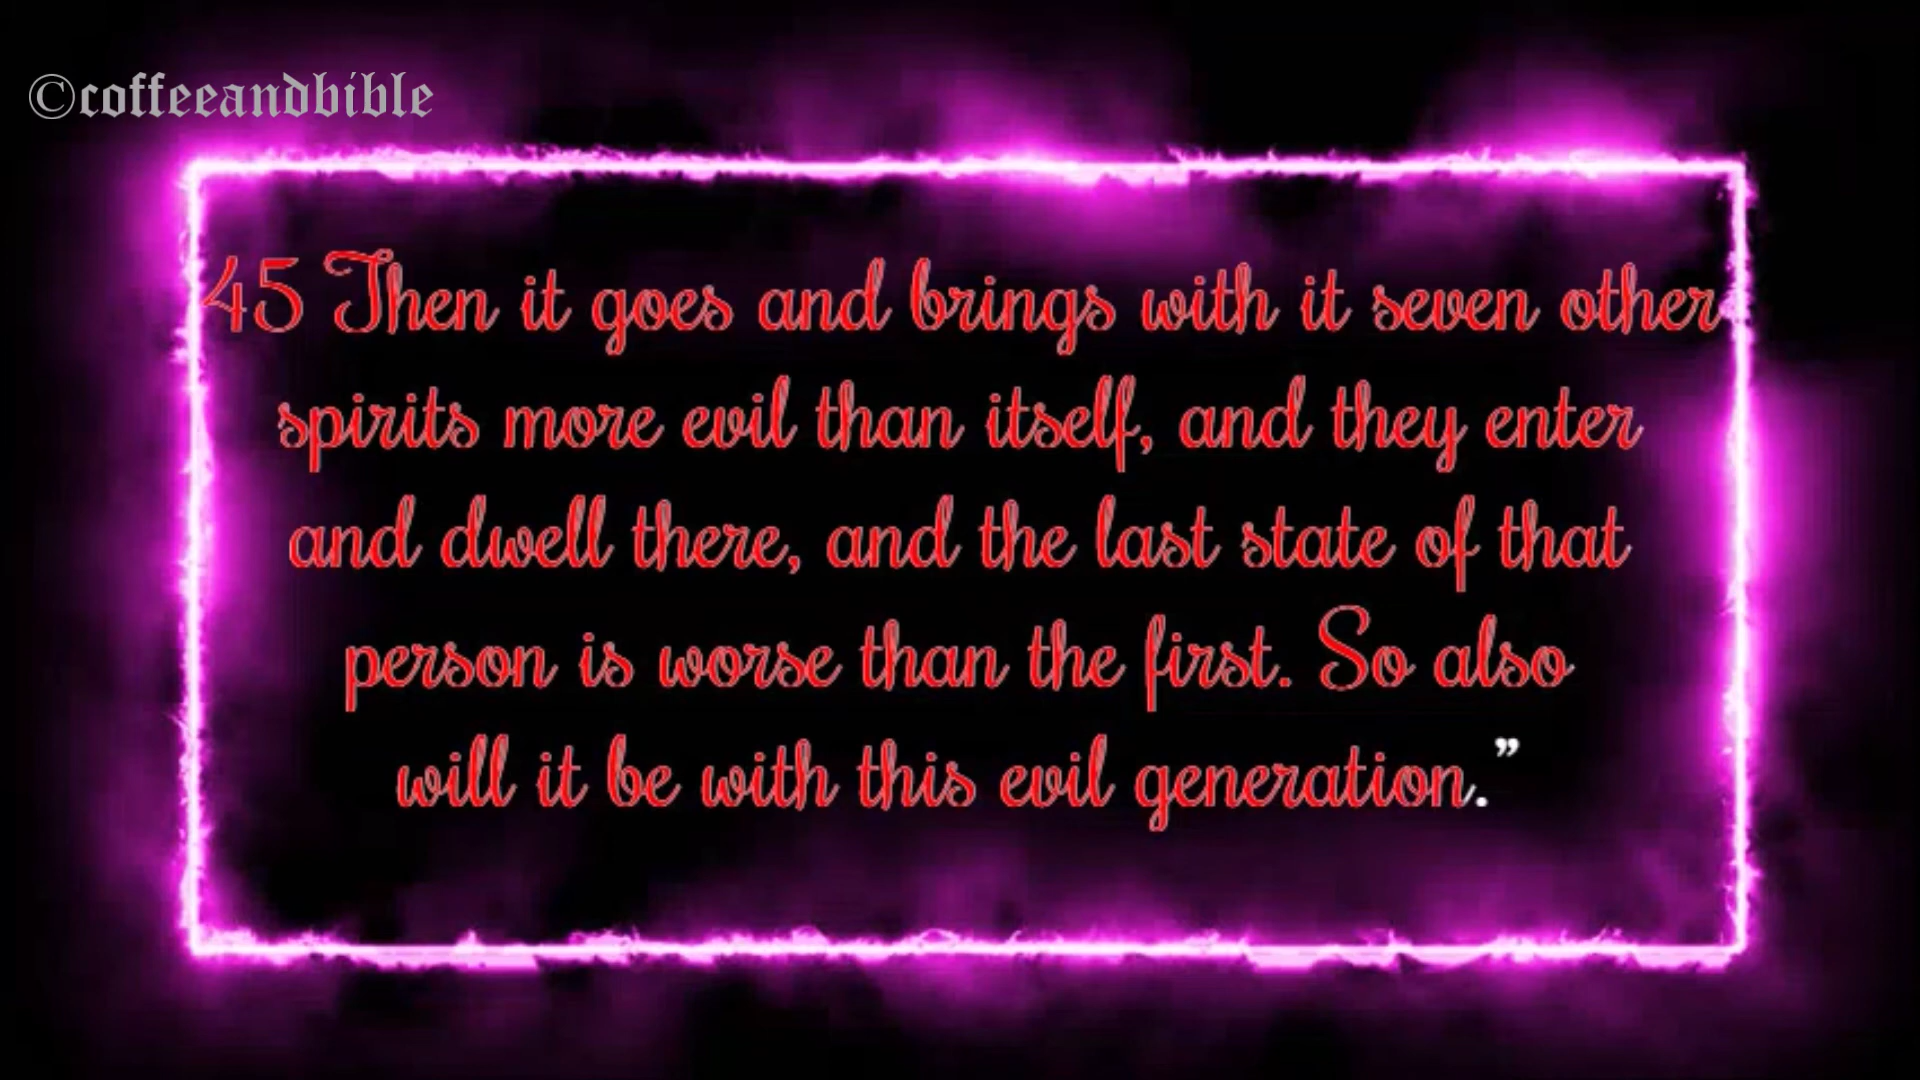 ©coffeeandbible
45 Then it goes and brings with it seven other
spirits more evil than itself, and they enter
and dwell there, and the last state of that
person is worse than the first. So also
will it be with this evil generation.”